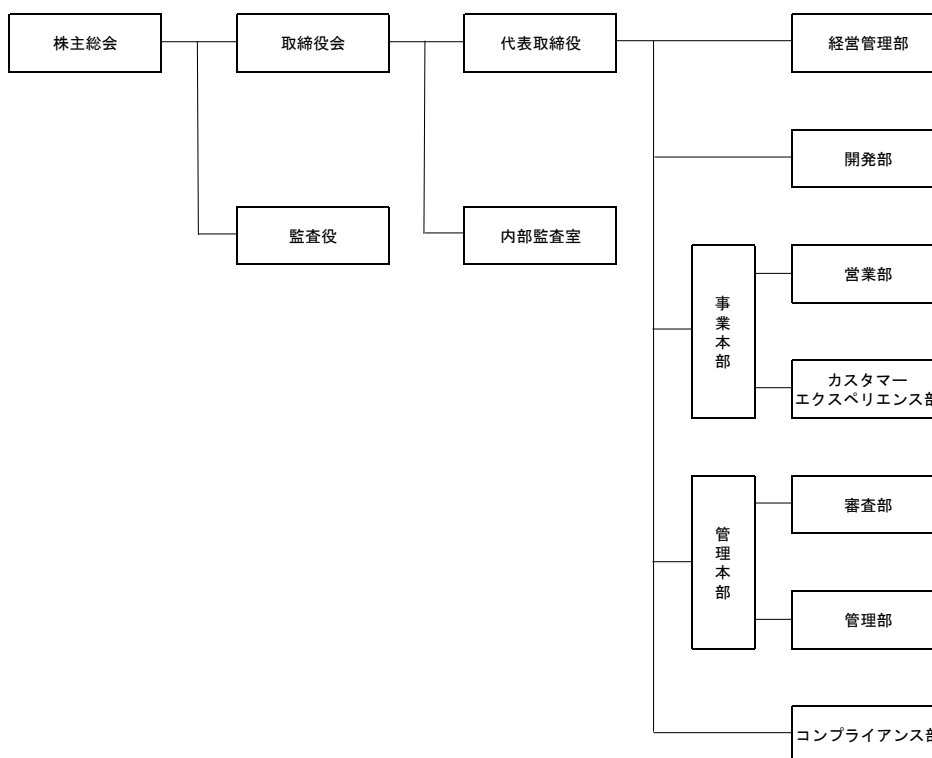 株主総会
取締役会
代表取締役
経営管理部
開発部
監査役
内部監査室
事業本部
営業部
カスタマー
エクスペリエンス部
管理本部
審査部
管理部
コンプライアンス部